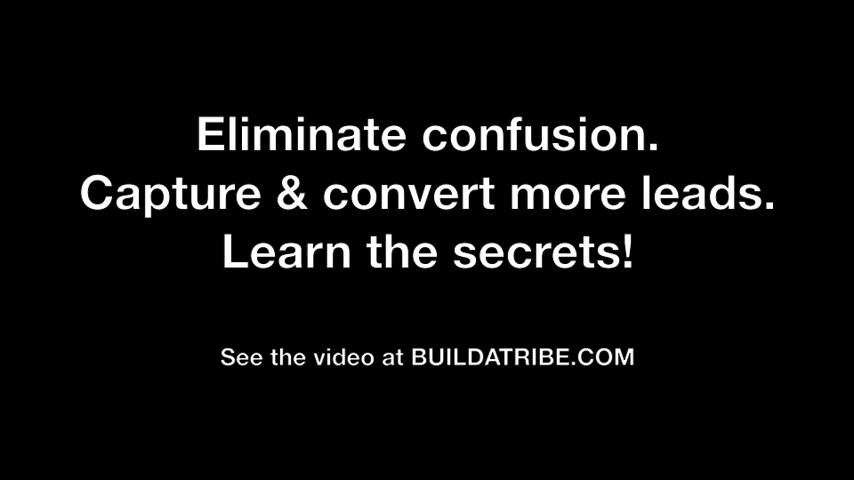 Eliminate confusion.
Capture & convert more leads.
Learn the secrets!
See the video at BUILDATRIBE.COM